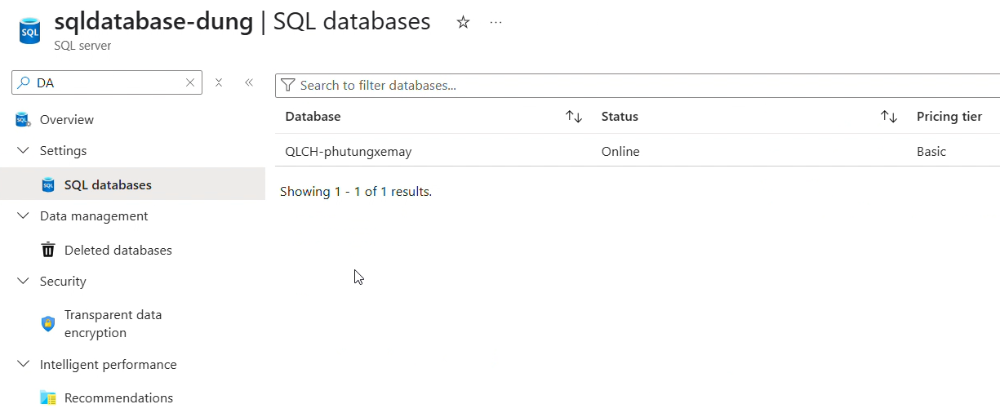 sqldatabase-dung | SQL databases
SQL server
DA
Search to filter databases...
Overview
Settings
SQL databases
Data management
Deleted databases
Security
Transparent data
encryption
Intelligent performance
Recommendations
Database Status Pricing tier
QLCH-phutungxemay Online Basic
Showing 1 - 1 of 1 results.